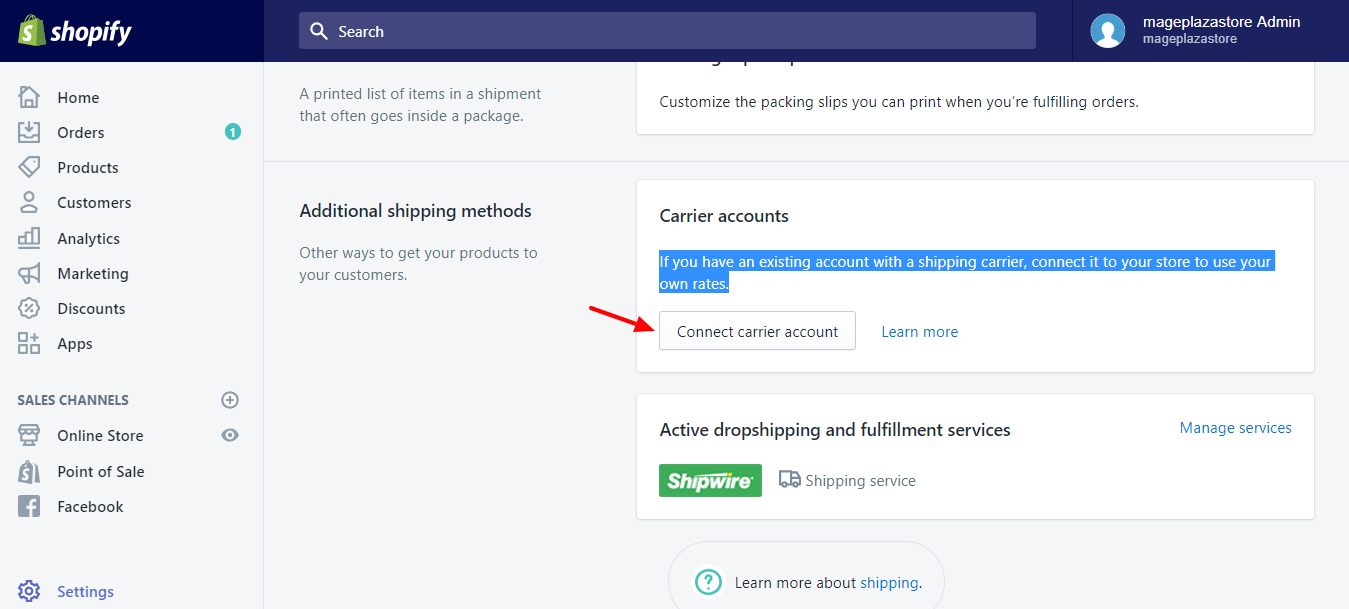 shopify
Search
mageplazastore Admin
mageplazastore
Home
Orders
1
Products
Customers
Analytics
Marketing
Discounts
Apps
SALES CHANNELS
Online Store
Point of Sale
Facebook
Settings
A printed list of items in a shipment
that often goes inside a package.
Customize the packing slips you can print when you’re fulfilling orders.
Additional shipping methods
Other ways to get your products to
your customers.
Carrier accounts
If you have an existing account with a shipping carrier, connect it to your store to use your
own rates.
Connect carrier account
Learn more
Active dropshipping and fulfillment services
Manage services
Shipwire
Shipping service
Learn more about shipping.